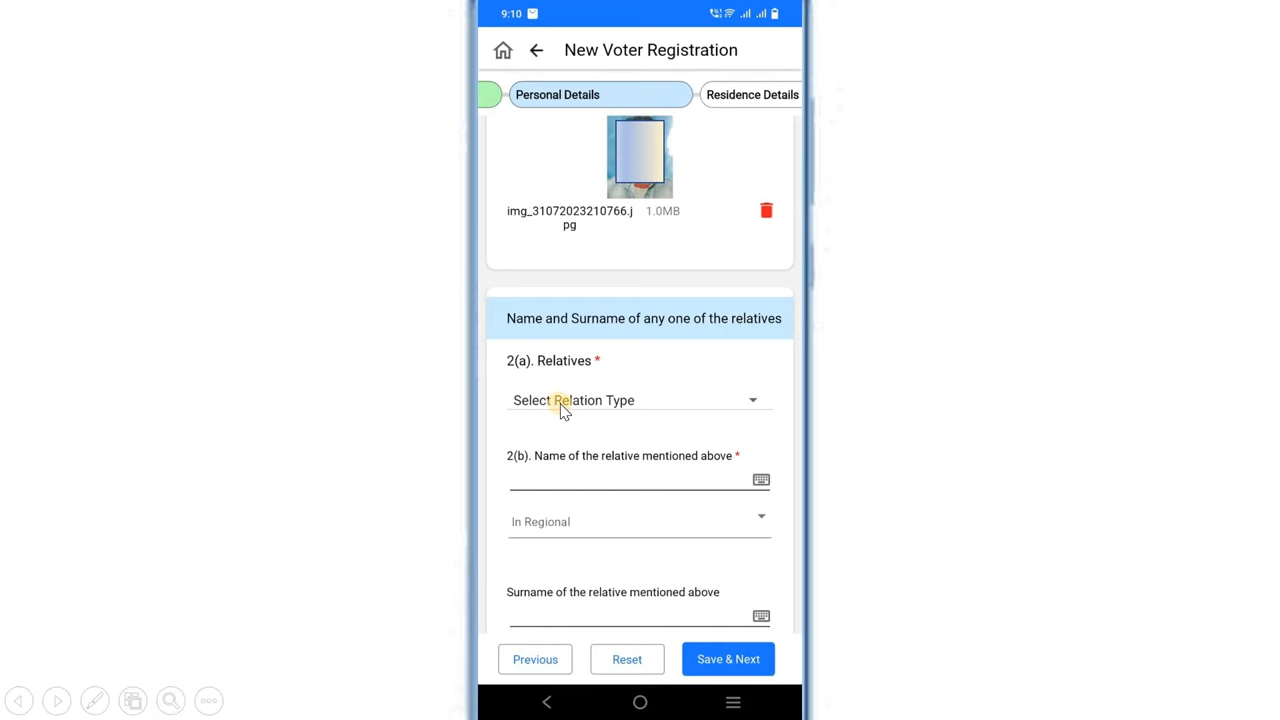 9:10
New Voter Registration
Personal Details
Residence Details
img_31072023210766.j
pg
1.0MB
Name and Surname of any one of the relatives
2(a). Relatives *
Select Relation Type
2(b). Name of the relative mentioned above *
In Regional
Surname of the relative mentioned above
Previous
Reset
Save & Next